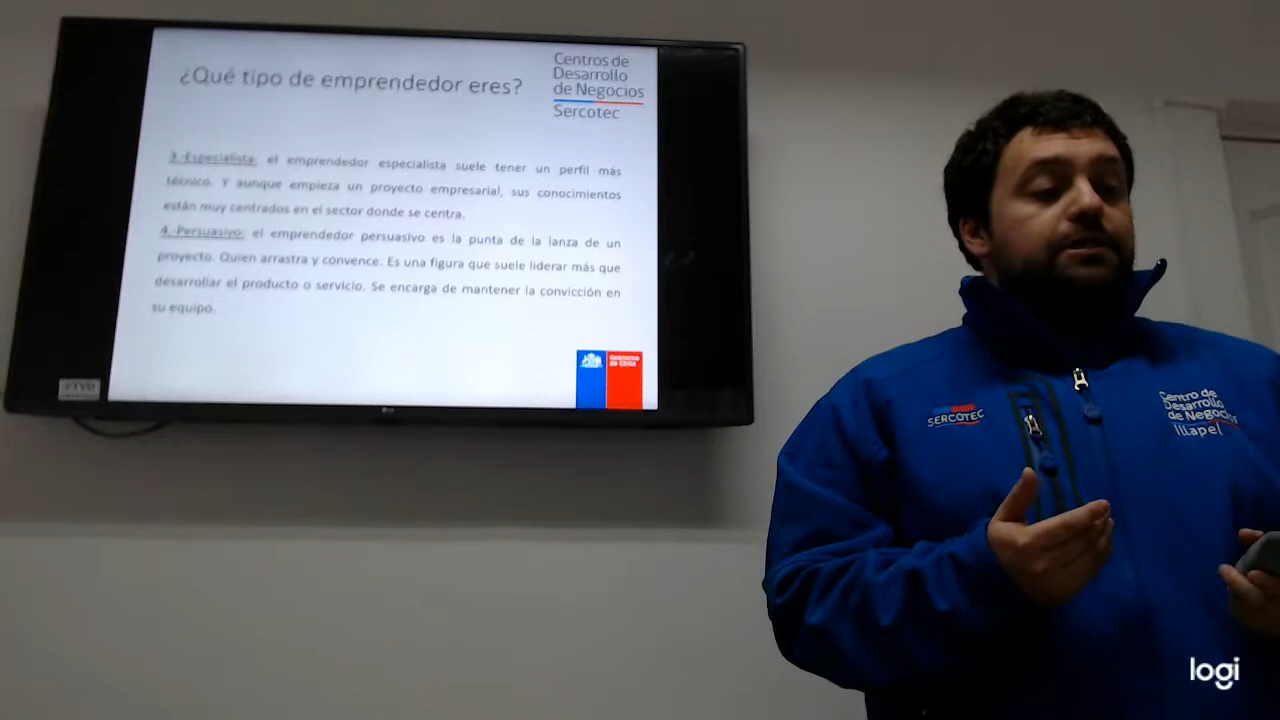 ¿Qué tipo de emprendedor eres?
Centros de
Desarrollo
de Negocios
Sercotec
3.-Especialista: el emprendedor especialista suele tener un perfil más
técnico. Y aunque empieza un proyecto empresarial, sus conocimientos
están muy centrados en el sector donde se centra.
4.-Persuasivo: el emprendedor persuasivo es la punta de la lanza de un
proyecto. Quien arrastra y convence. Es una figura que suele liderar más que
desarrollar el producto o servicio. Se encarga de mantener la convicción en
su equipo.
Gobierno
de Chile
LG
SERCOTEC
Centro de
Desarrollo
de Negocios
Illapel
logi